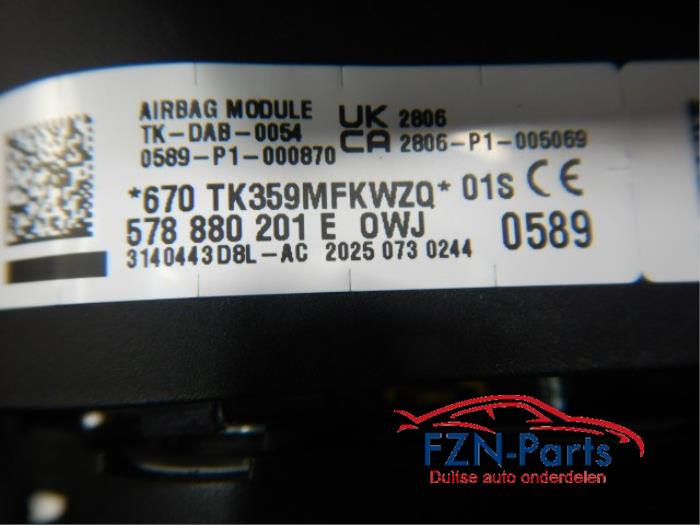 AIRBAG MODULE
TK-DAB-0054
0589-P1-000870
UK
CA
2806
2806-P1-005069
*670 TK359MFKWZQ* 01S CE
578 880 201 E 0WJ
0589
3140443D8L-AC 2025 073 0244
FZN-Parts
Duitse auto onderdelen